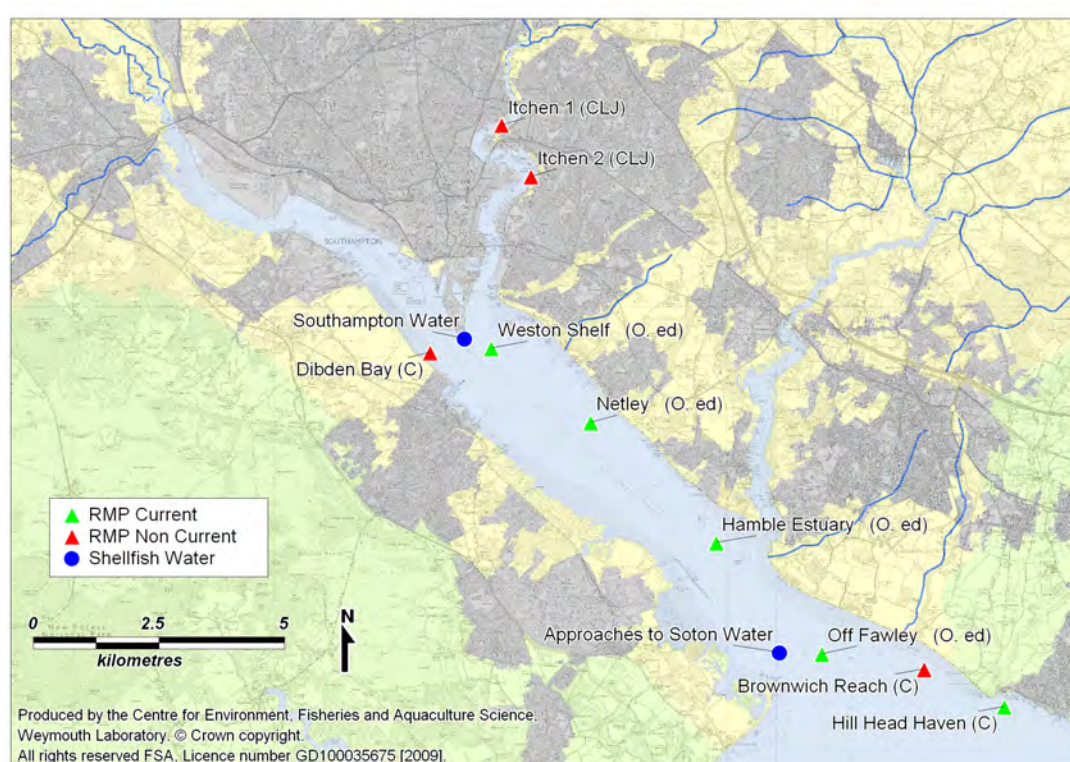 Itchen 1 (CLJ)
Itchen 2 (CLJ)
SOUTHAMPTON
Southampton Water
Weston Shelf (O. ed)
Dibden Bay (C)
Netley (O. ed)
RMP Current
RMP Non Current
Shellfish Water
Hamble Estuary (O. ed)
0 2.5 5
kilometres
N
Approaches to Soton Water
Off Fawley (O. ed)
Brownwich Reach (C)
Hill Head Haven (C)
Produced by the Centre for Environment, Fisheries and Aquaculture Science,
Weymouth Laboratory. © Crown copyright.
All rights reserved FSA, Licence number GD100035675 [2009].